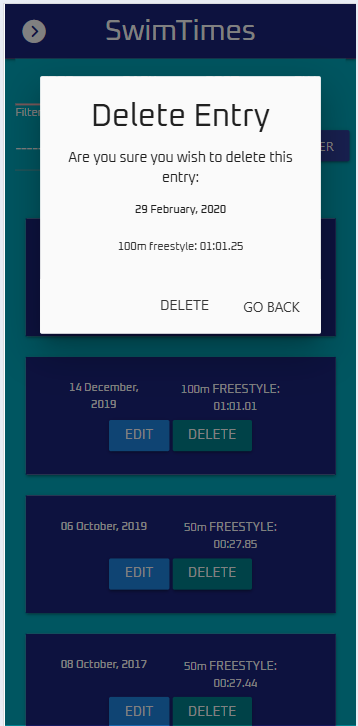 SwimTimes
Delete Entry
Filter
Are you sure you wish to delete this
entry:
29 February, 2020
100m freestyle: 01:01.25
DELETE
GO BACK
14 December,
2019
100m FREESTYLE:
01:01.01
EDIT
DELETE
06 October, 2019
50m FREESTYLE:
00:27.85
EDIT
DELETE
08 October, 2017
50m FREESTYLE:
00:27.44
EDIT
DELETE